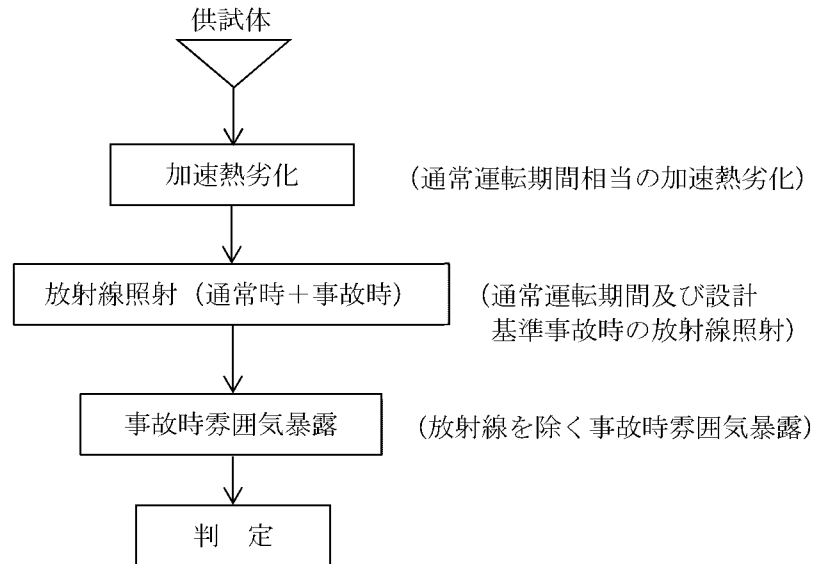 供試体
加速熱劣化
（通常運転期間相当の加速熱劣化）
放射線照射（通常時＋事故時）
（通常運転期間及び設計
基準事故時の放射線照射）
事故時雰囲気暴露
（放射線を除く事故時雰囲気暴露）
判　定